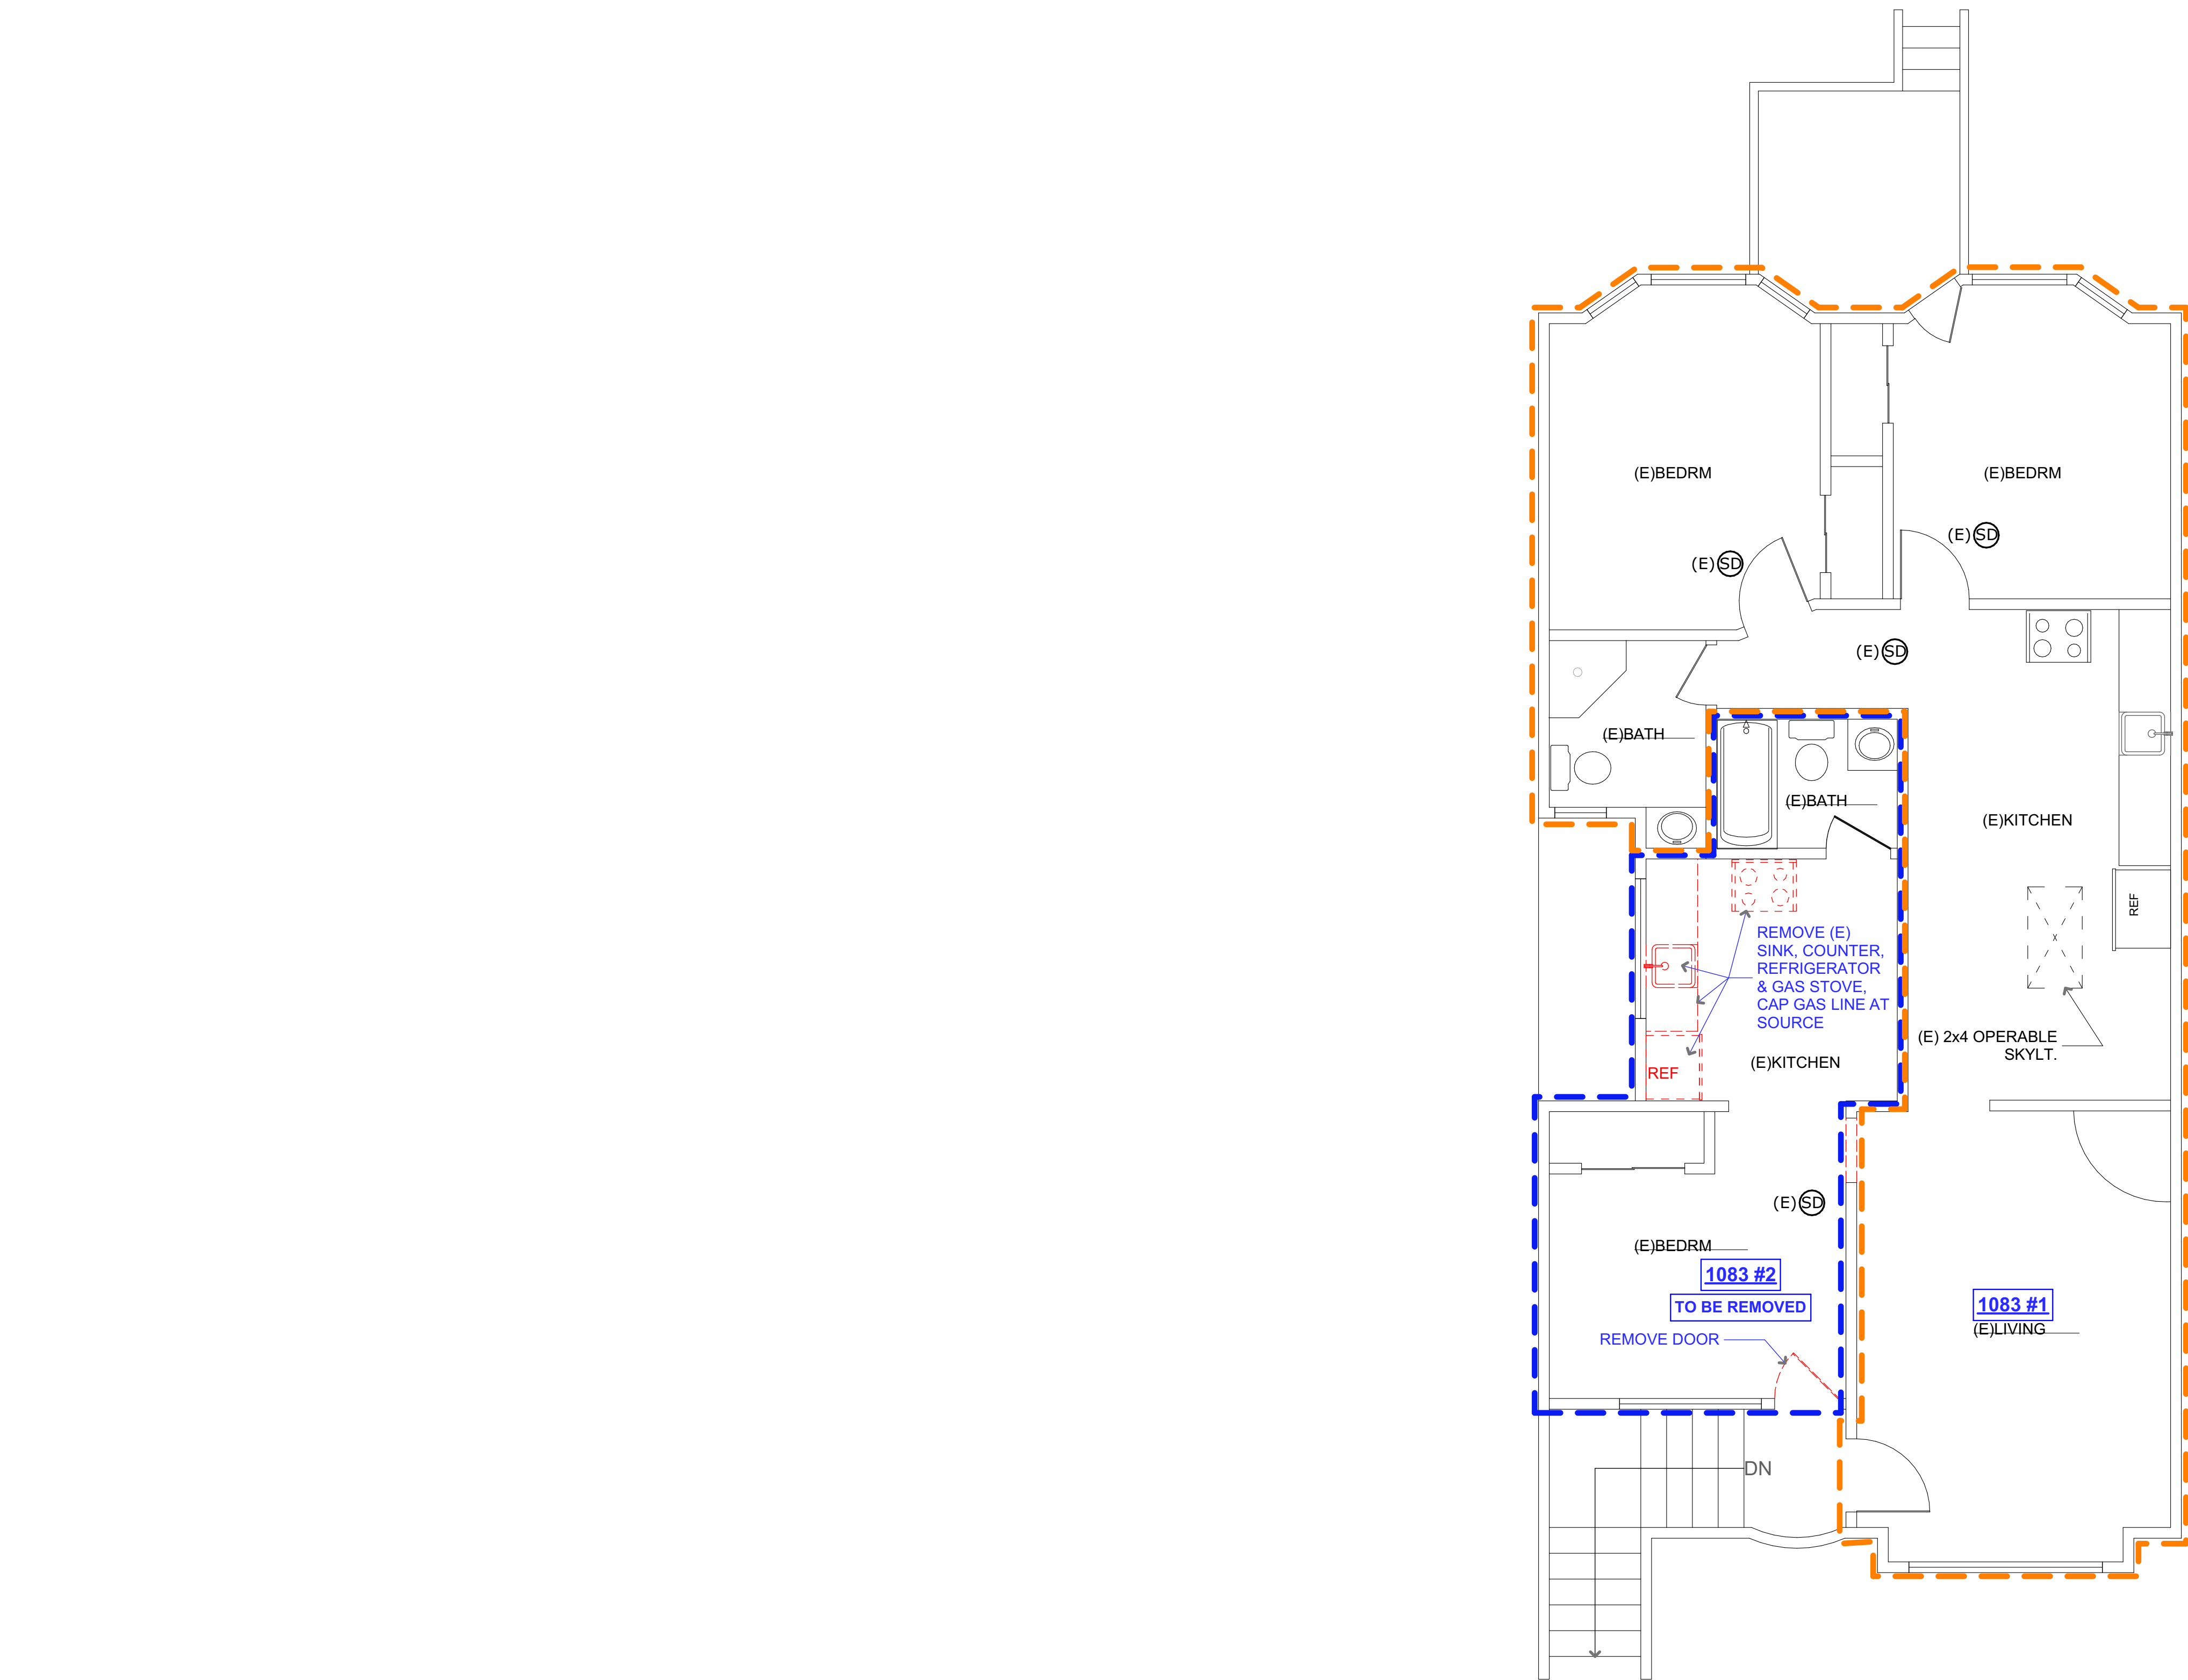 (E)BEDRM
(E)BEDRM
(E) SD
(E) SD
(E) SD
(E)BATH
(E)BATH
(E)KITCHEN
REF
REMOVE (E)
SINK, COUNTER,
REFRIGERATOR
& GAS STOVE,
CAP GAS LINE AT
SOURCE
(E) 2x4 OPERABLE
SKYLT.
(E)KITCHEN
REF
(E) SD
(E)BEDRM
1083 #2
TO BE REMOVED
REMOVE DOOR
1083 #1
(E)LIVING
DN